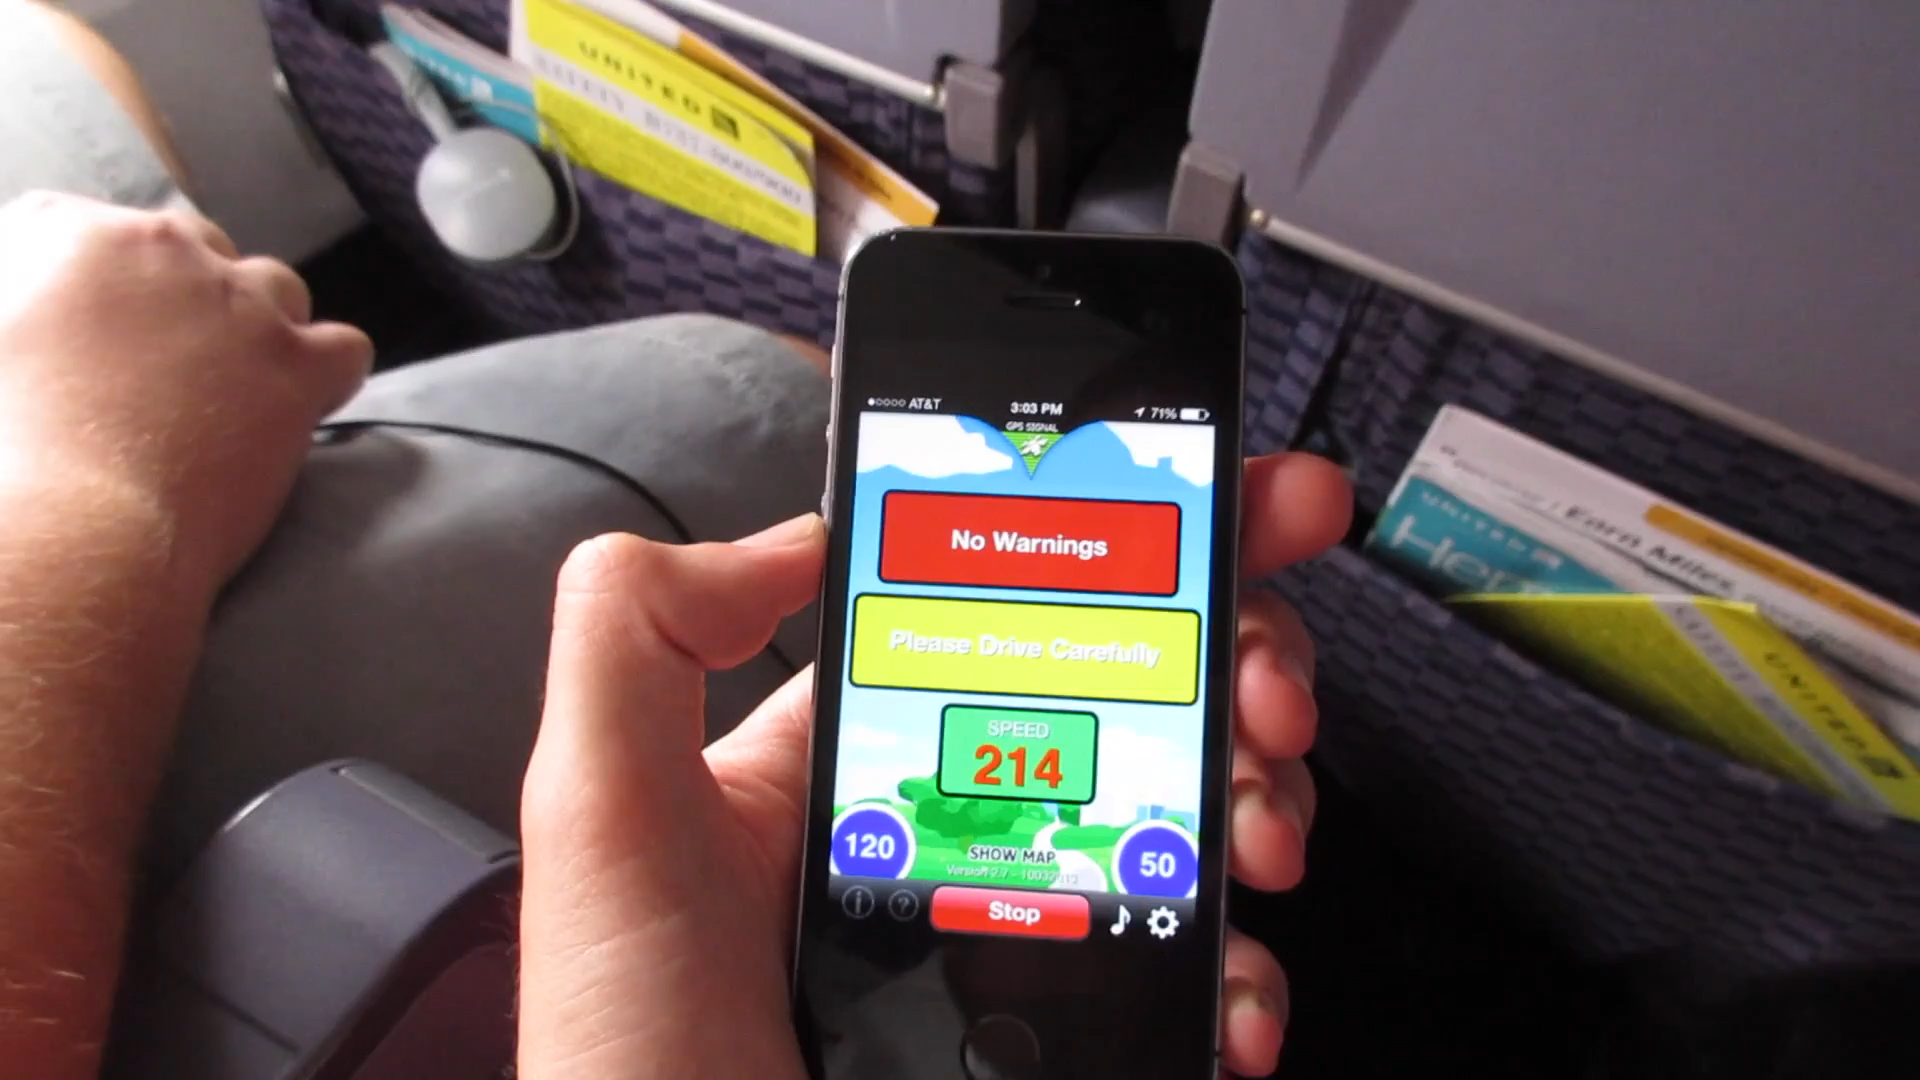 UNITED
AT&T
3:03 PM
71%
GPS SIGNAL
No Warnings
Please Drive Carefully
SPEED
214
120
50
SHOW MAP
Stop
Earn Miles
UNITED
UNITED